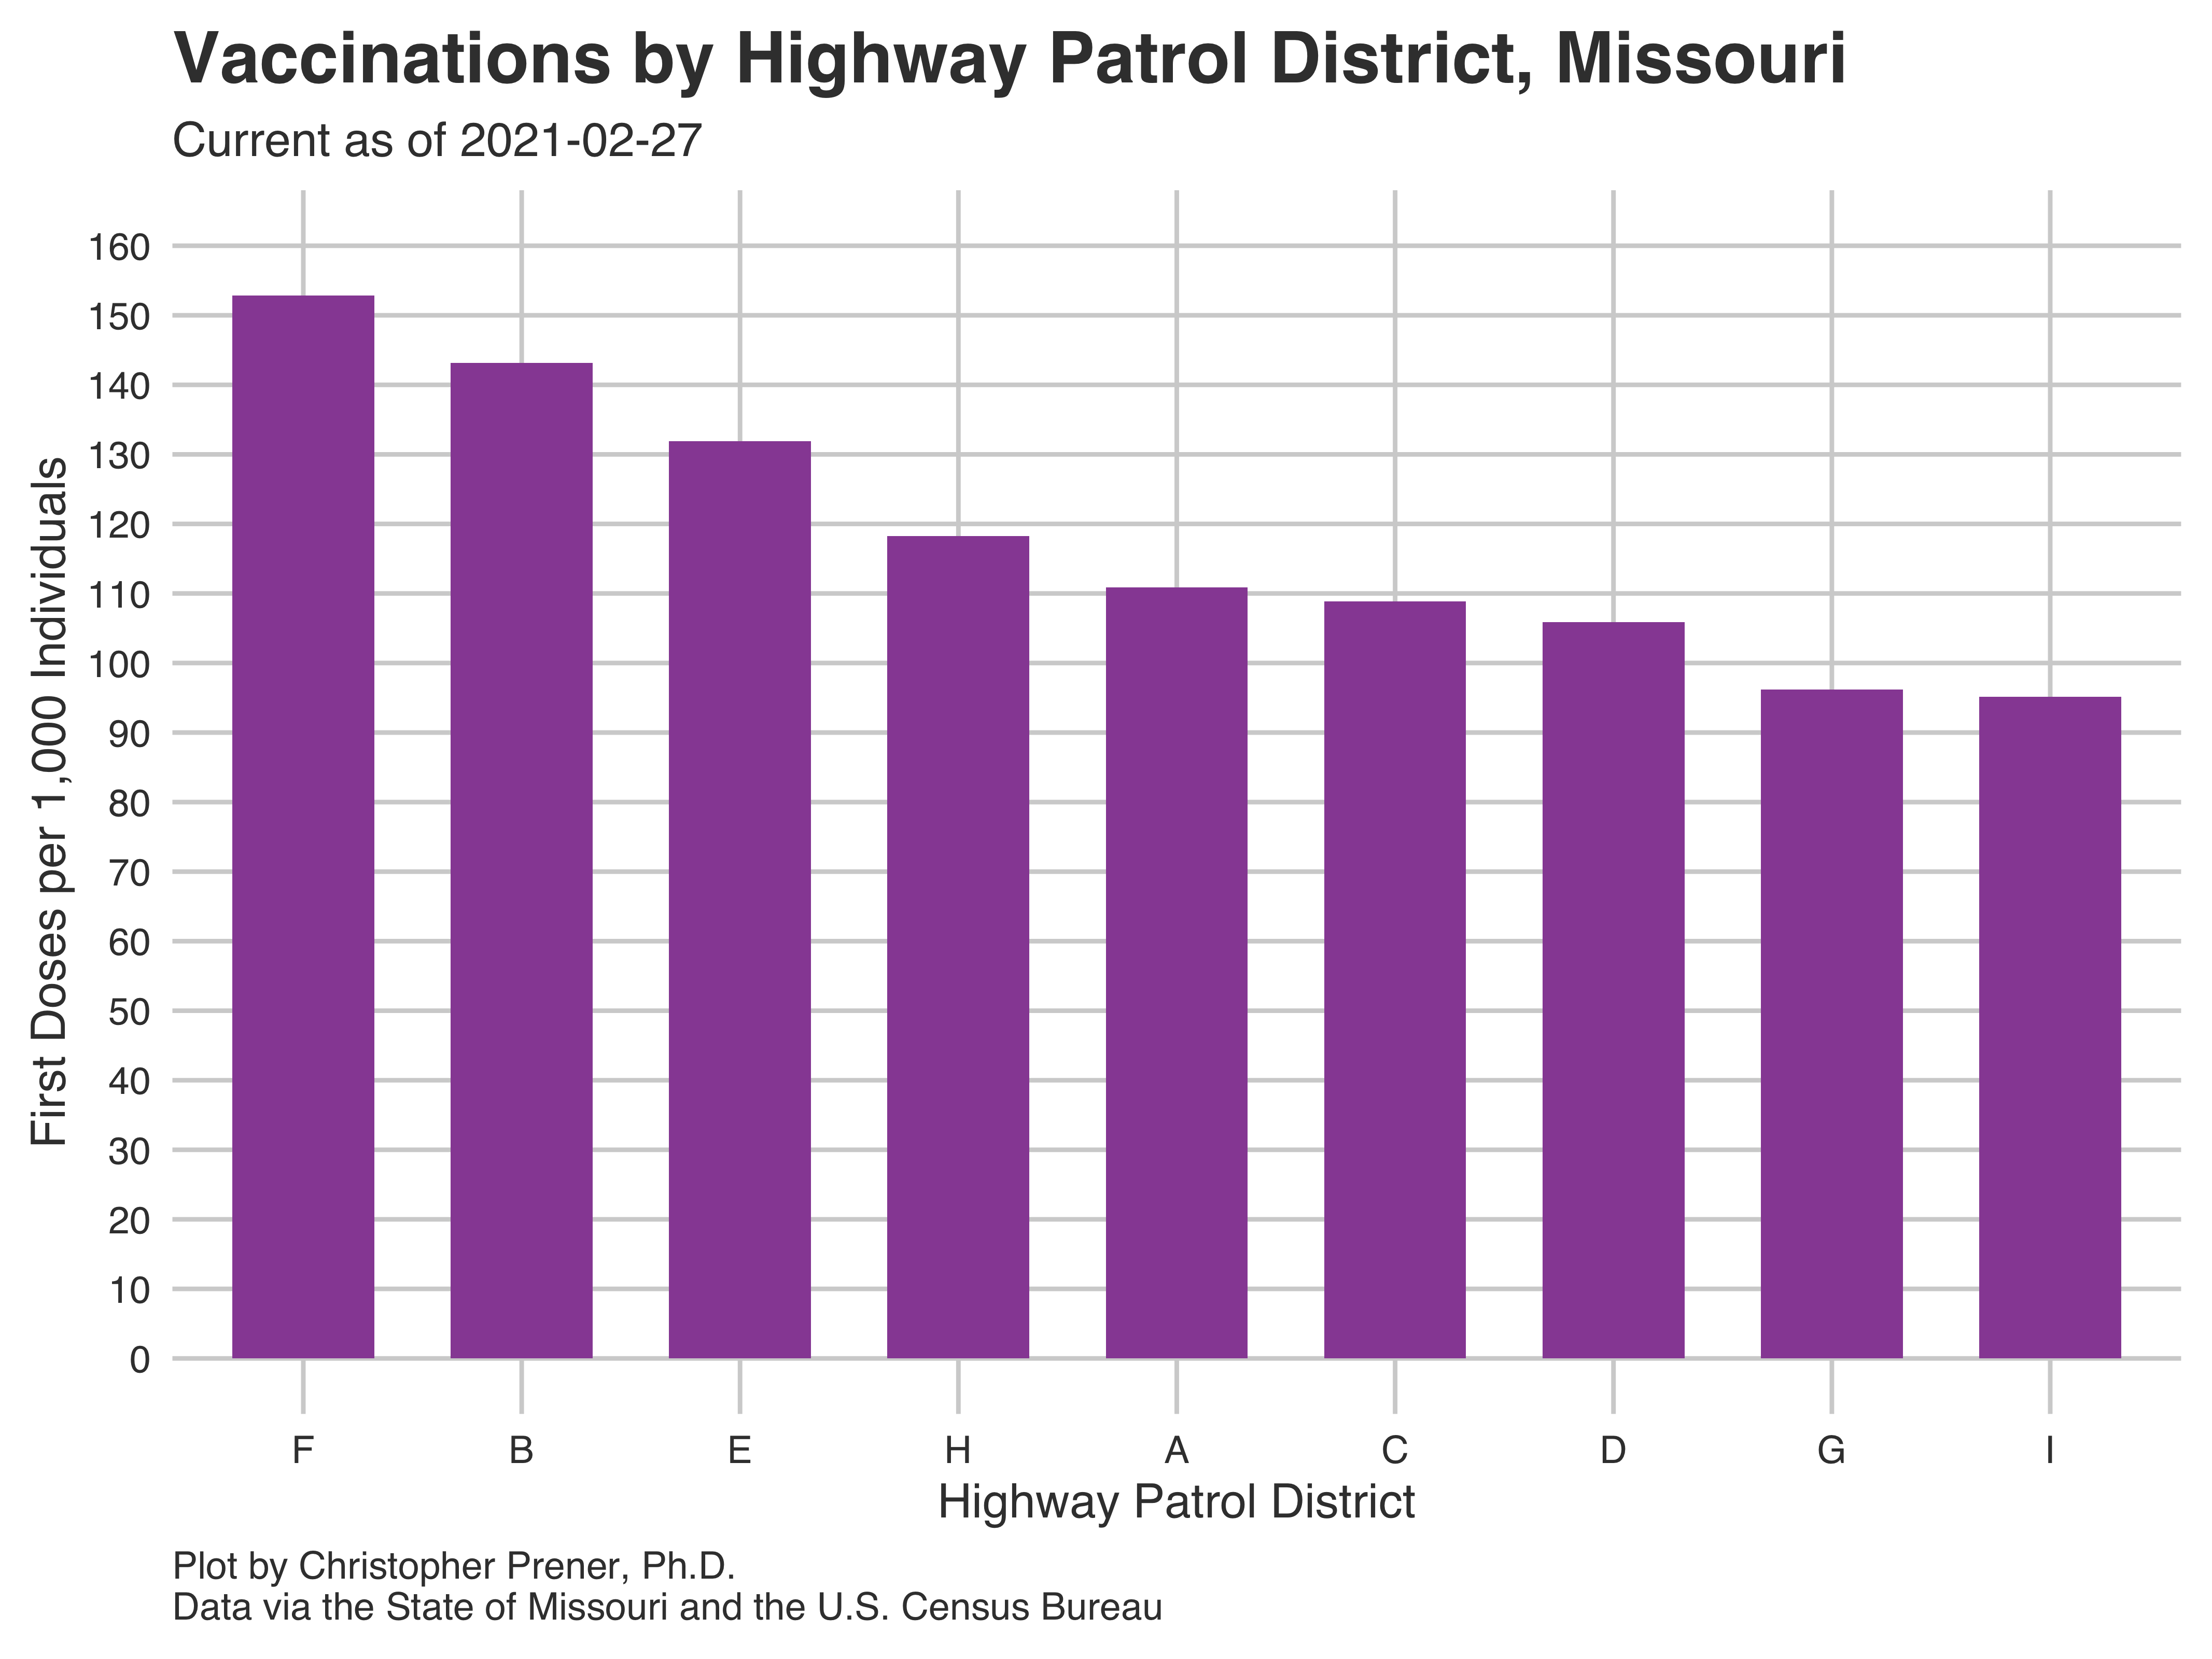 Vaccinations by Highway Patrol District, Missouri
Current as of 2021-02-27
First Doses per 1,000 Individuals
160
150
140
130
120
110
100
90
80
70
60
50
40
30
20
10
0
F B E H A C D G I
Highway Patrol District
Plot by Christopher Prener, Ph.D.
Data via the State of Missouri and the U.S. Census Bureau